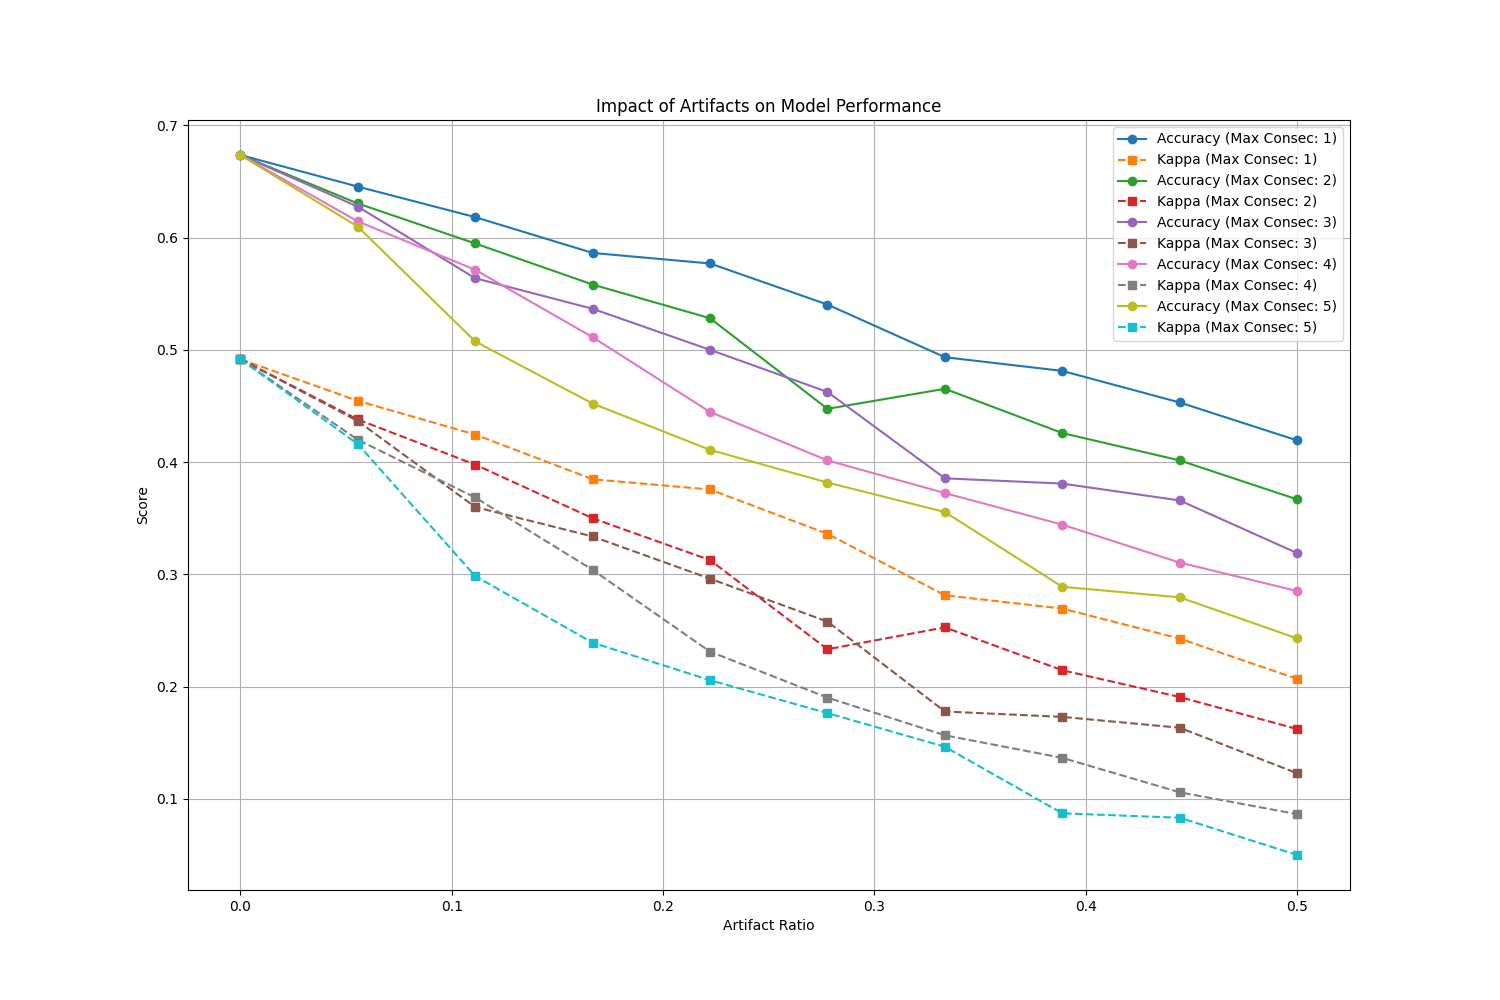 Impact of Artifacts on Model Performance
Accuracy (Max Consec: 1)
Kappa (Max Consec: 1)
Accuracy (Max Consec: 2)
Kappa (Max Consec: 2)
Accuracy (Max Consec: 3)
Kappa (Max Consec: 3)
Accuracy (Max Consec: 4)
Kappa (Max Consec: 4)
Accuracy (Max Consec: 5)
Kappa (Max Consec: 5)
0.7
0.6
0.5
0.4
0.3
0.2
0.1
Score
0.0 0.1 0.2 0.3 0.4 0.5
Artifact Ratio